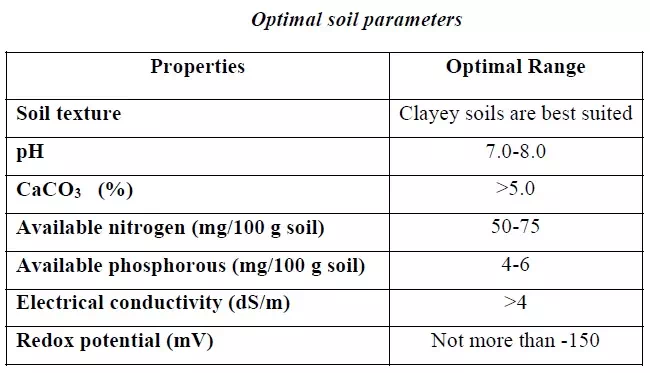 Optimal soil parameters
Properties Optimal Range
Soil texture Clayey soils are best suited
pH 7.0-8.0
CaCO₃ (%) >5.0
Available nitrogen (mg/100 g soil) 50-75
Available phosphorous (mg/100 g soil) 4-6
Electrical conductivity (dS/m) >4
Redox potential (mV) Not more than -150